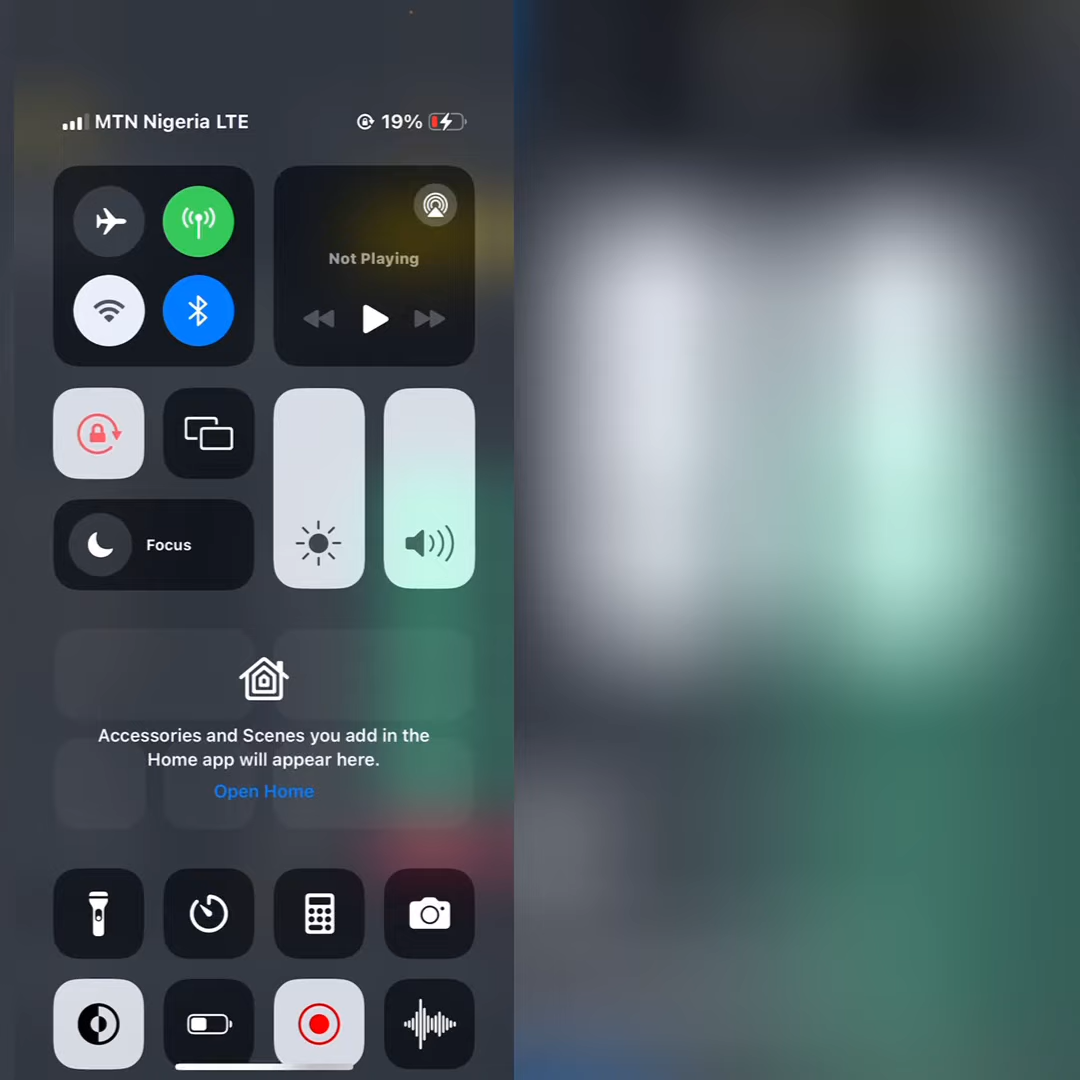 MTN Nigeria LTE
19%
Not Playing
Focus
Accessories and Scenes you add in the
Home app will appear here.
Open Home